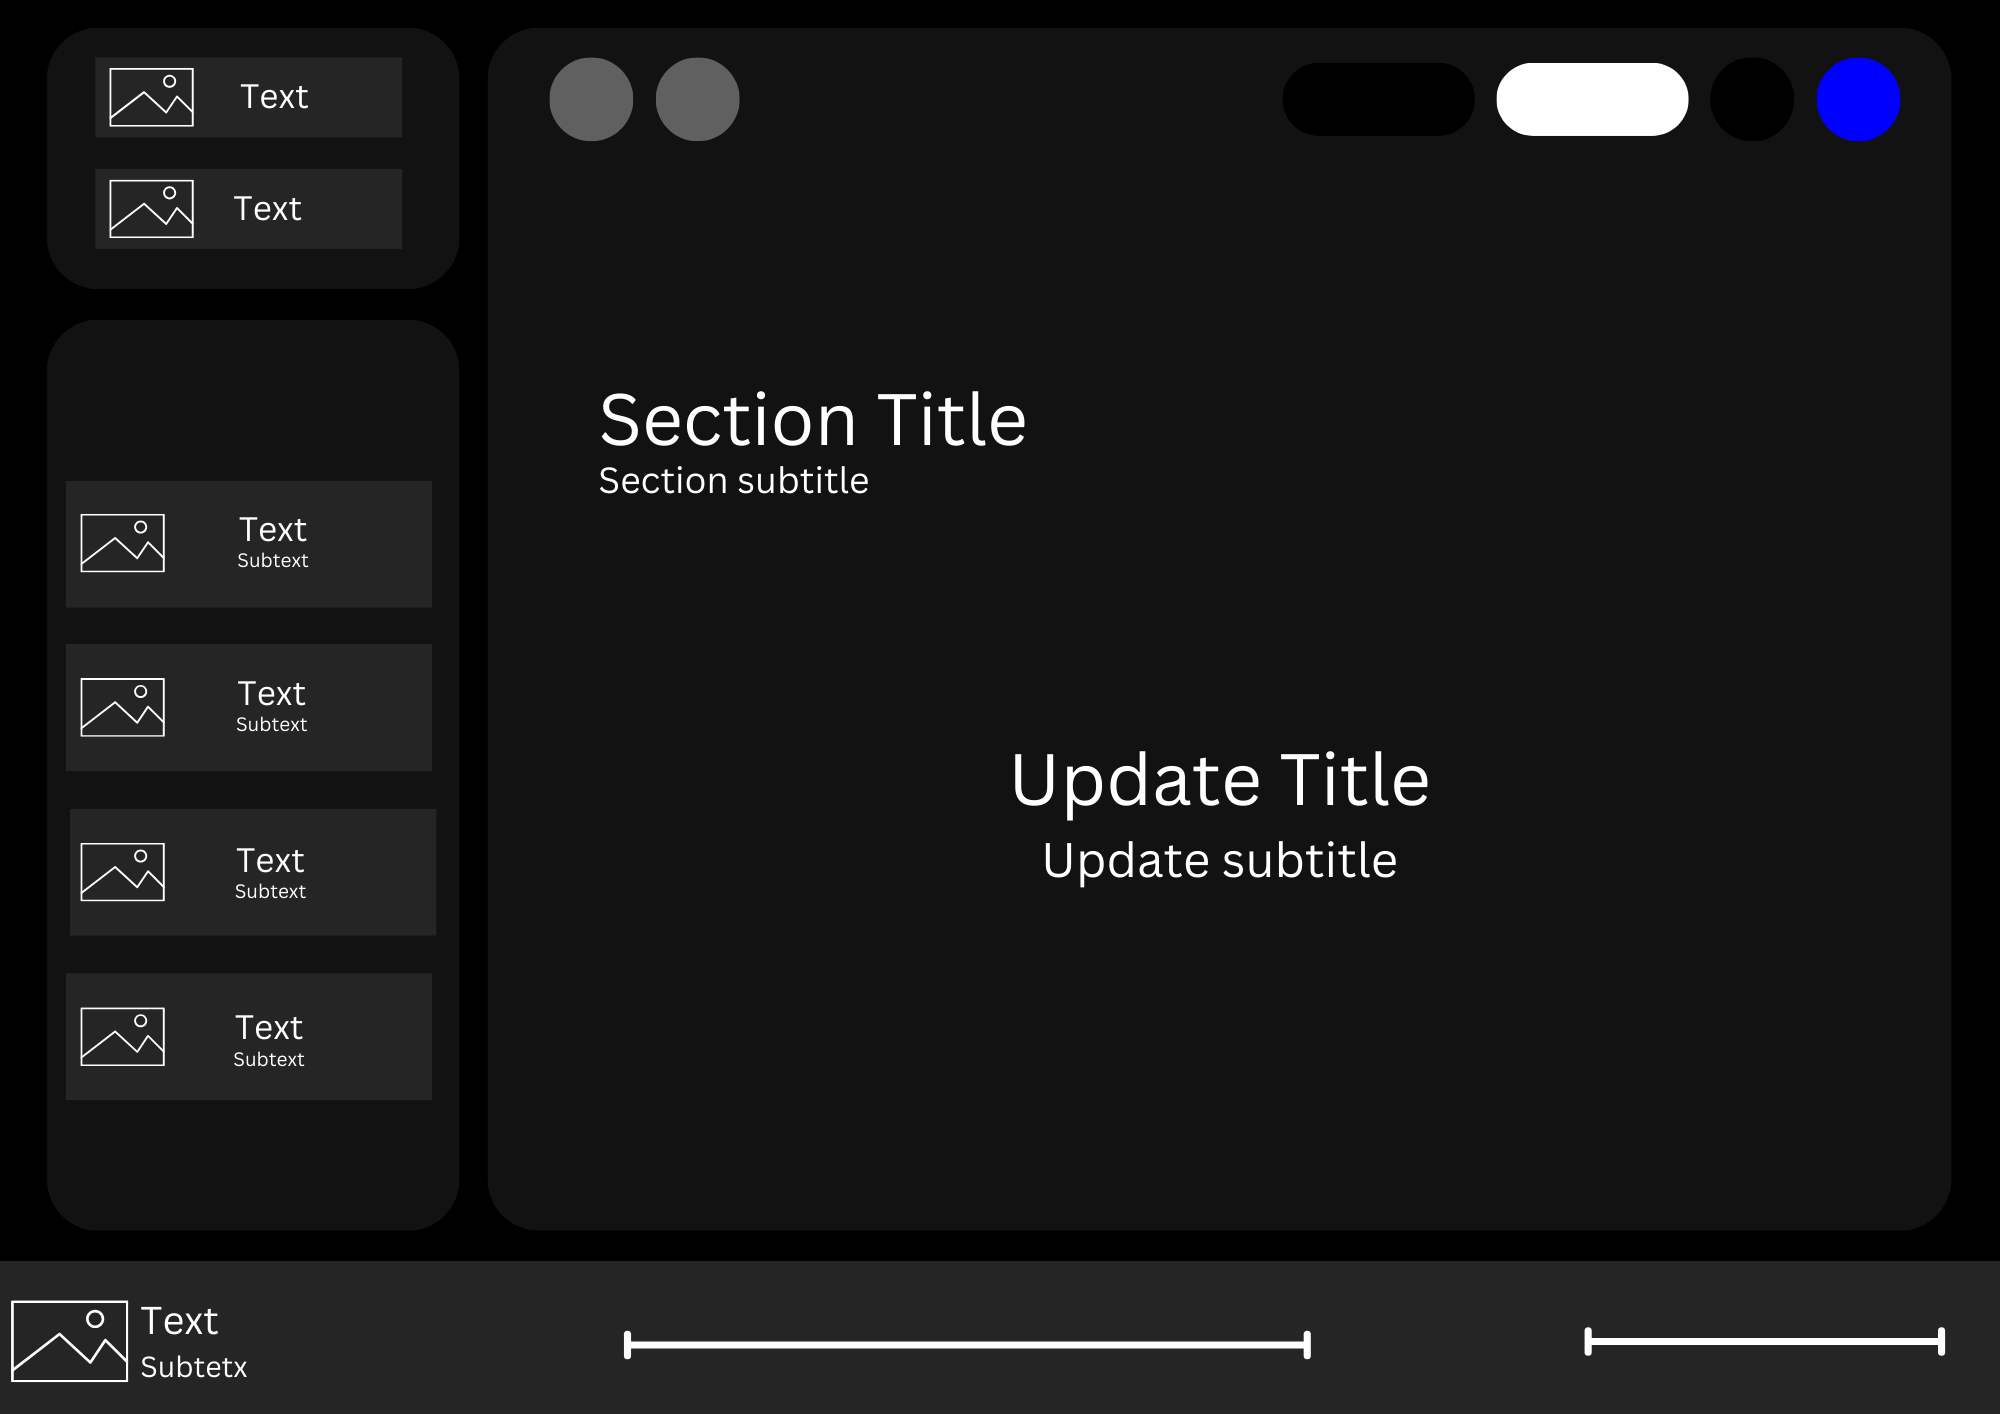 Text
Text
Text
Subtext
Text
Subtext
Text
Subtext
Text
Subtext
Section Title
Section subtitle
Update Title
Update subtitle
Text
Subtetx